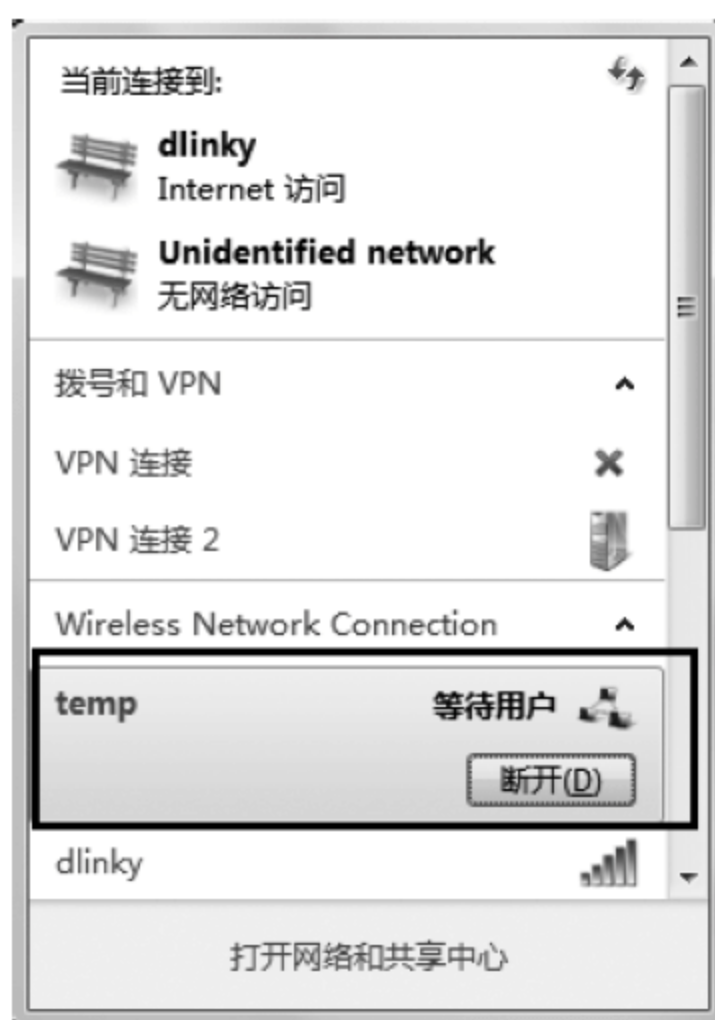 当前连接到:
dlinky
Internet 访问
Unidentified network
无网络访问
拨号和 VPN
VPN 连接
VPN 连接 2
Wireless Network Connection
temp 等待用户
断开(D)
dlinky
打开网络和共享中心